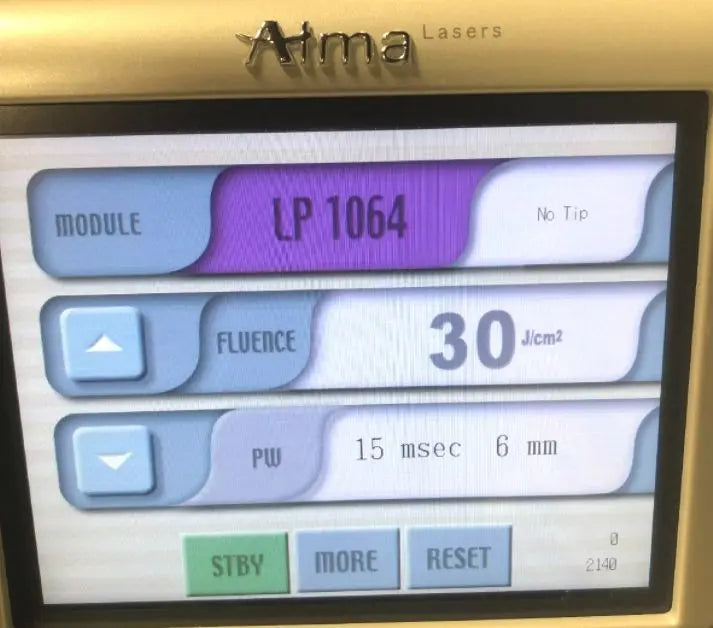 Alma Lasers
MODULE LP 1064 No Tip
FLUENCE 30 J/cm²
PW 15 msec 6 mm
STBY MORE RESET
0
2140